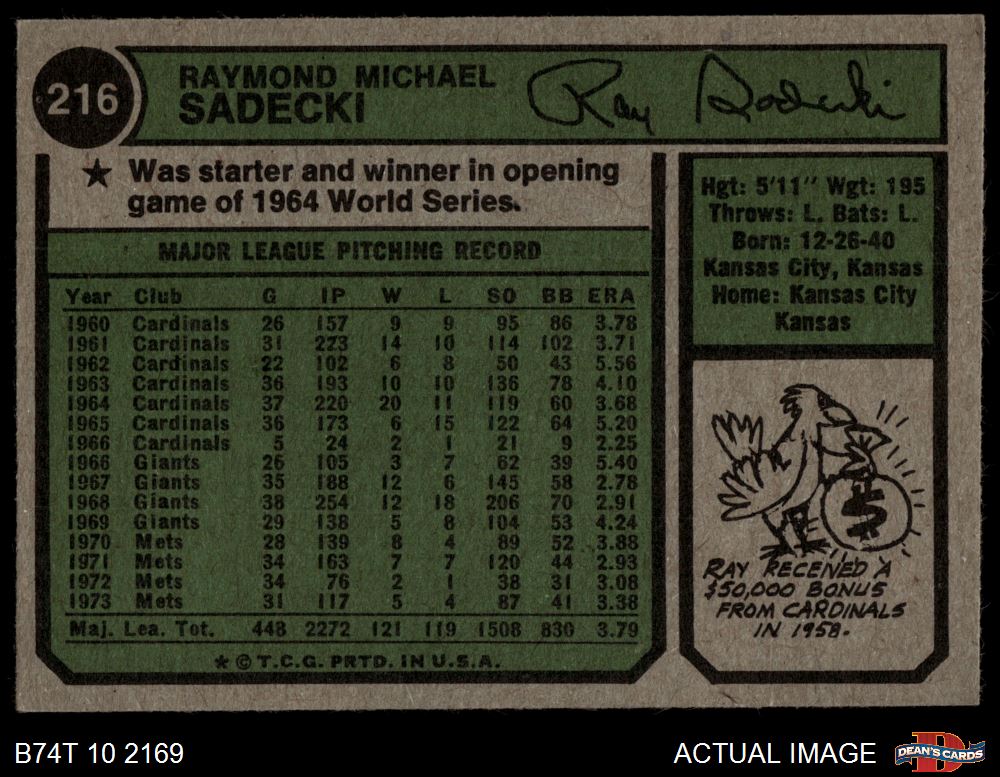 216
RAYMOND MICHAEL
SADECKI
Ray Sadecki
★ Was starter and winner in opening
game of 1964 World Series.
MAJOR LEAGUE PITCHING RECORD
Year Club G IP W L SO BB ERA
1960 Cardinals 26 157 9 9 95 86 3.78
1961 Cardinals 31 223 14 10 114 102 3.71
1962 Cardinals 22 102 6 8 50 43 5.56
1963 Cardinals 36 193 10 10 136 78 4.10
1964 Cardinals 37 220 20 11 119 60 3.68
1965 Cardinals 36 173 6 15 122 64 5.20
1966 Cardinals 5 24 2 1 21 9 2.25
1966 Giants 26 105 3 7 62 39 5.40
1967 Giants 35 188 12 6 145 58 2.78
1968 Giants 38 254 12 18 206 70 2.91
1969 Giants 29 138 5 8 104 53 4.24
1970 Mets 28 139 8 4 89 52 3.88
1971 Mets 34 163 7 7 120 44 2.93
1972 Mets 34 76 2 1 38 31 3.08
1973 Mets 31 117 5 4 87 41 3.38
Maj. Lea. Tot. 448 2272 121 119 1508 830 3.79
★ © T.C.G. PRTD. IN U.S.A.
Hgt: 5'11" Wgt: 195
Throws: L. Bats: L.
Born: 12-26-40
Kansas City, Kansas
Home: Kansas City
Kansas
$
RAY RECEIVED A
$50,000 BONUS
FROM CARDINALS
IN 1958.
B74T 10 2169
ACTUAL IMAGE
DEAN'S CARDS